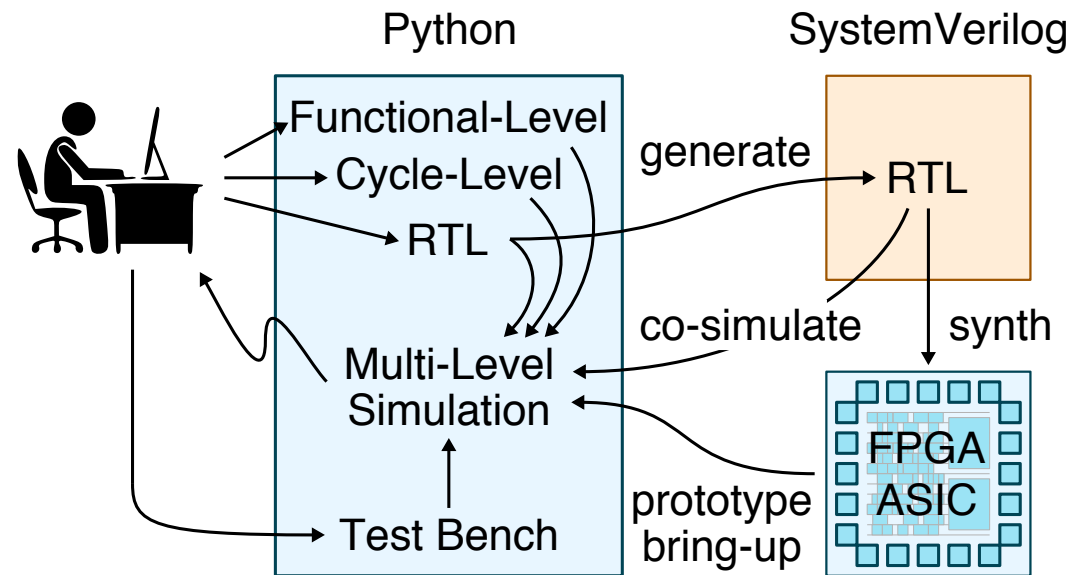 Python
SystemVerilog
Functional-Level
Cycle-Level
RTL
generate
RTL
co-simulate
synth
Multi-Level
Simulation
FPGA
ASIC
prototype
bring-up
Test Bench